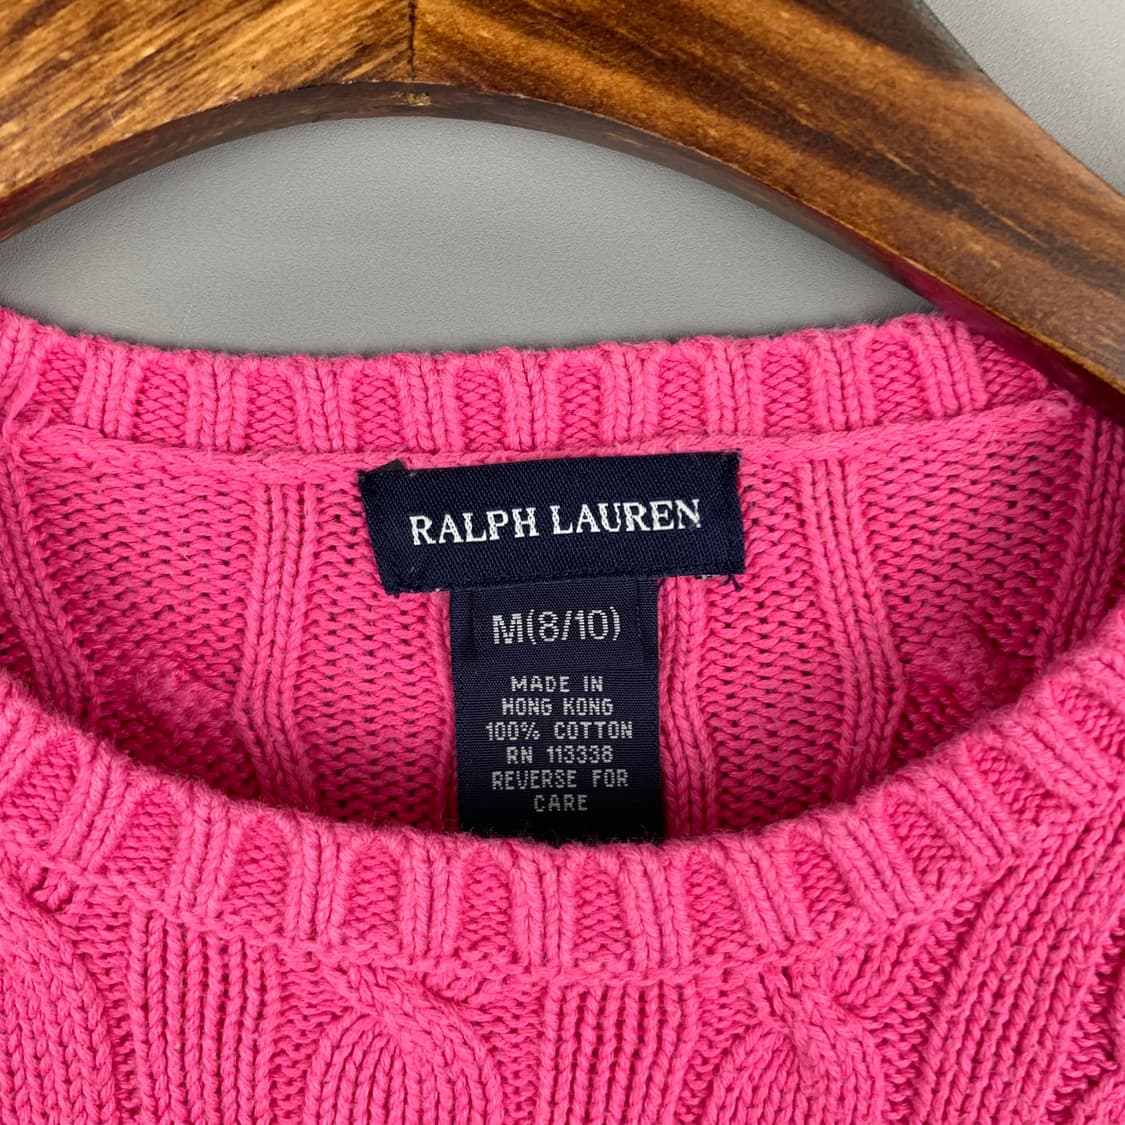 RALPH LAUREN
M(8/10)
MADE IN
HONG KONG
100% COTTON
RN 113338
REVERSE FOR
CARE